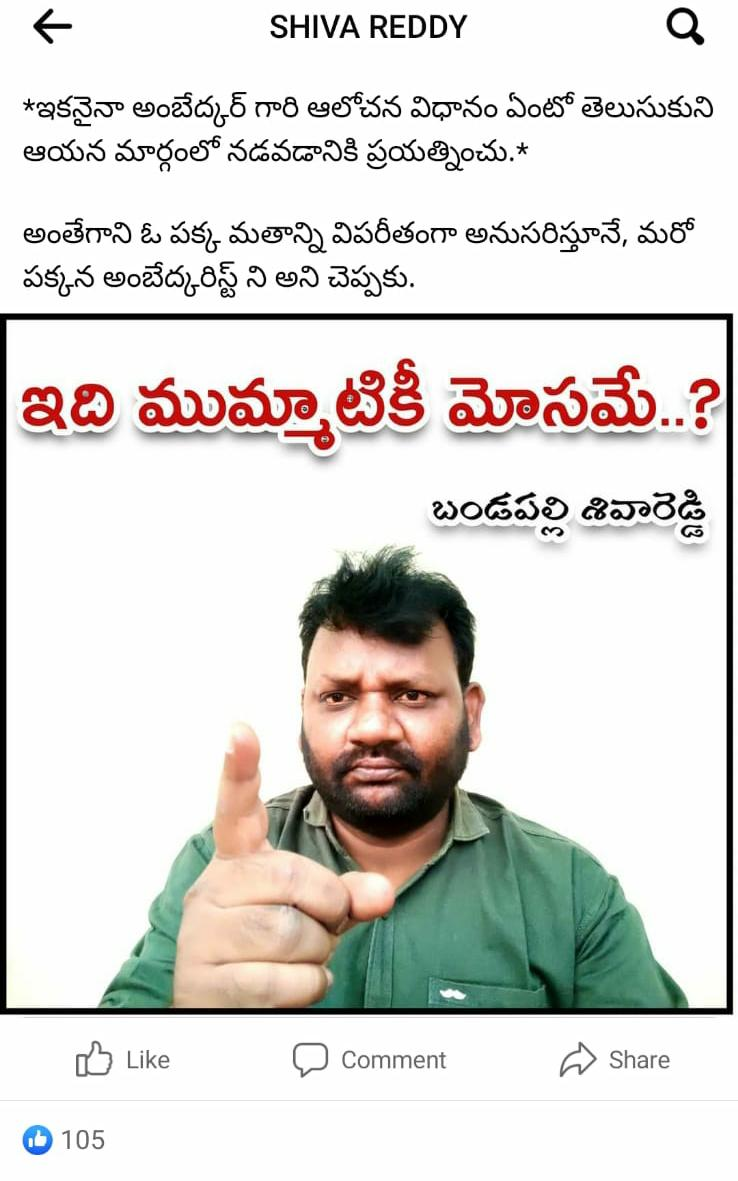 SHIVA REDDY
*ఇకనైనా అంబేద్కర్ గారి ఆలోచన విధానం ఏంటో తెలుసుకుని
ఆయన మార్గంలో నడవడానికి ప్రయత్నించు.*
అంతేగాని ఓ పక్క మతాన్ని విపరీతంగా అనుసరిస్తూనే, మరో
పక్కన అంబేద్కరిస్ట్ ని అని చెప్పకు.
ఇది ముమ్మాటికీ మోసమే..?
బండపల్లి శివారెడ్డి
Like Comment Share
105